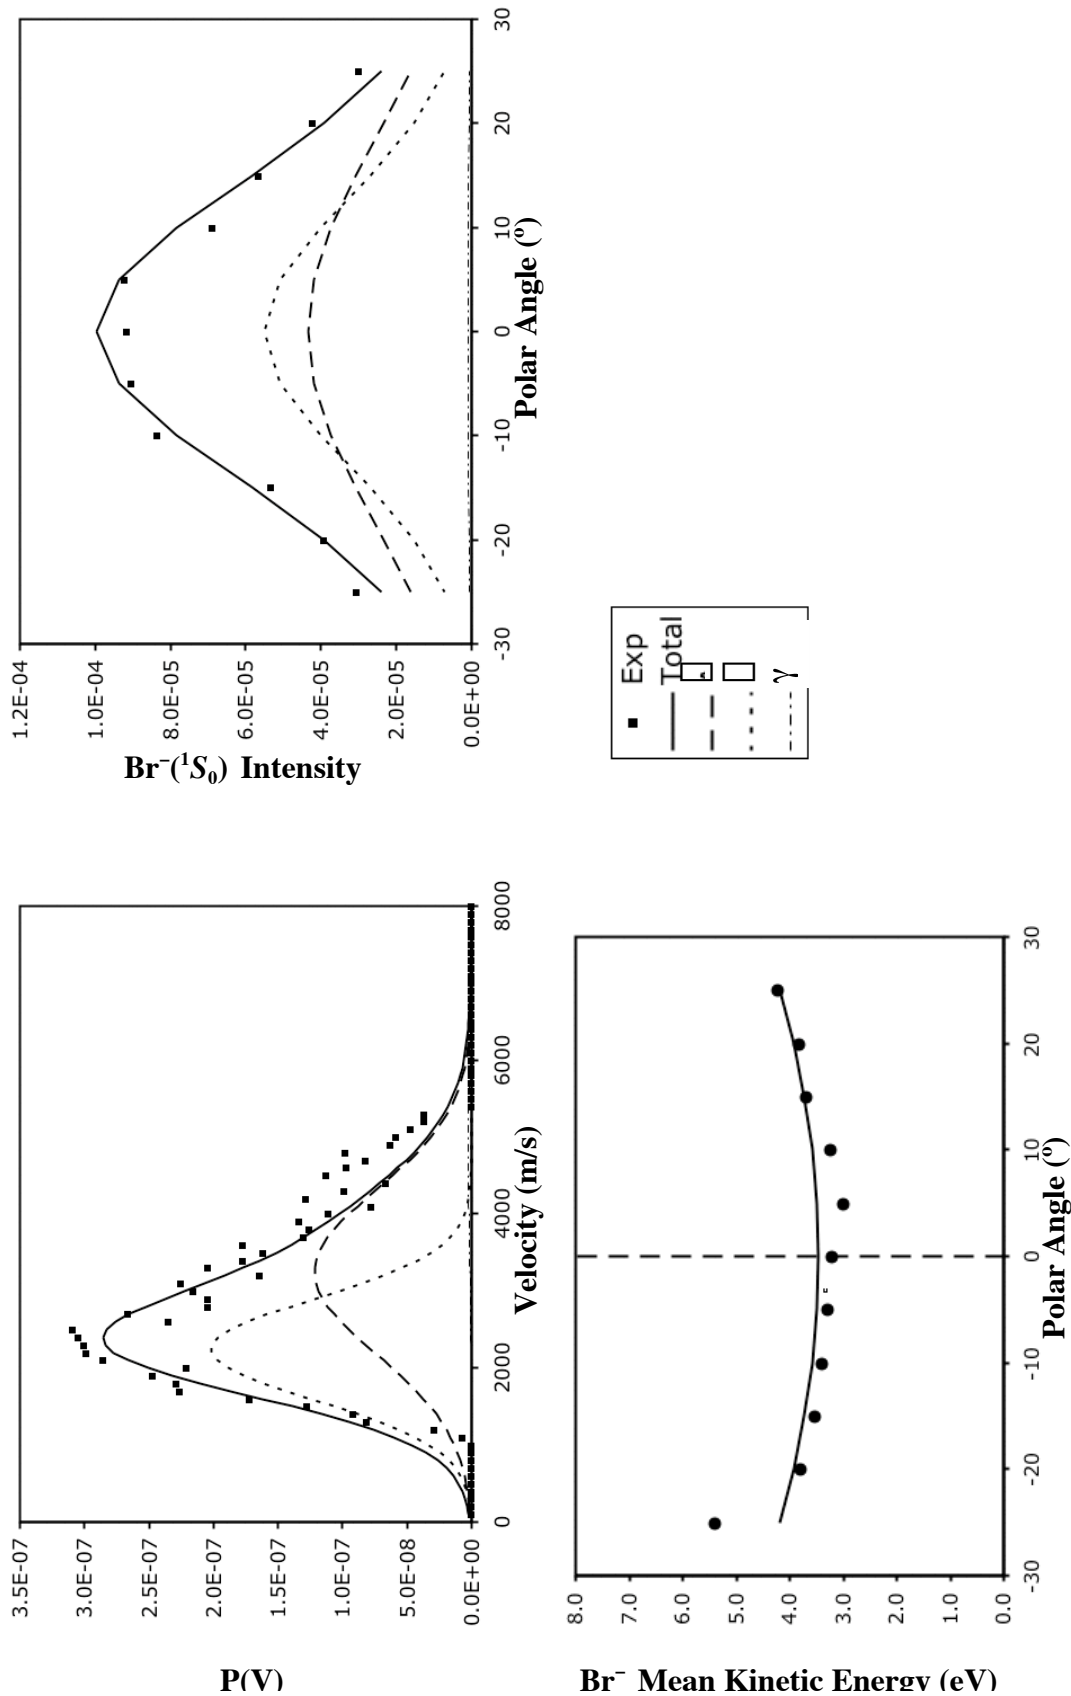 1.2E-04
1.0E-04
8.0E-05
6.0E-05
4.0E-05
2.0E-05
0.0E+00
-30
-20
-10
0
10
20
30
Br⁻(¹S₀) Intensity
Polar Angle (º)
Exp
Total
γ
3.5E-07
3.0E-07
2.5E-07
2.0E-07
1.5E-07
1.0E-07
5.0E-08
0.0E+00
0
2000
4000
6000
8000
P(V)
Velocity (m/s)
8.0
7.0
6.0
5.0
4.0
3.0
2.0
1.0
0.0
-30
-20
-10
0
10
20
30
Br⁻ Mean Kinetic Energy (eV)
Polar Angle (º)